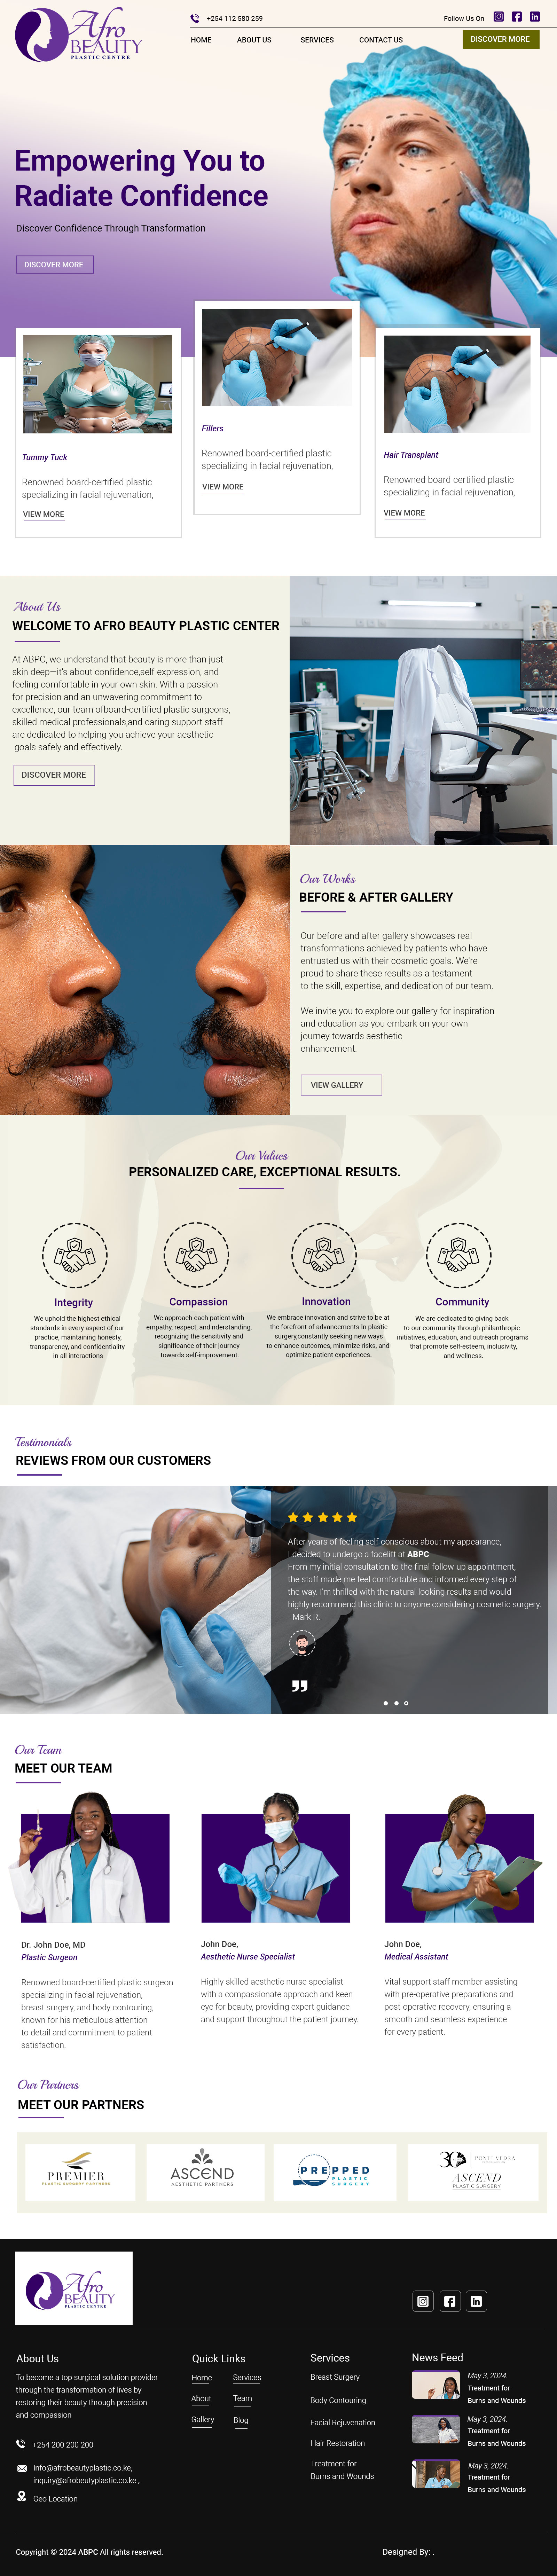 Afro
BEAUTY
PLASTIC CENTRE
+254 112 580 259
Follow Us On
HOME
ABOUT US
SERVICES
CONTACT US
DISCOVER MORE
Empowering You to
Radiate Confidence
Discover Confidence Through Transformation
DISCOVER MORE
Tummy Tuck
Renowned board-certified plastic
specializing in facial rejuvenation,
VIEW MORE
Fillers
Renowned board-certified plastic
specializing in facial rejuvenation,
VIEW MORE
Hair Transplant
Renowned board-certified plastic
specializing in facial rejuvenation,
VIEW MORE
About Us
WELCOME TO AFRO BEAUTY PLASTIC CENTER
At ABPC, we understand that beauty is more than just
skin deep—it's about confidence,self-expression, and
feeling comfortable in your own skin. With a passion
for precision and an unwavering commitment to
excellence, our team ofboard-certified plastic surgeons,
skilled medical professionals,and caring support staff
are dedicated to helping you achieve your aesthetic
goals safely and effectively.
DISCOVER MORE
Our Works
BEFORE & AFTER GALLERY
Our before and after gallery showcases real
transformations achieved by patients who have
entrusted us with their cosmetic goals. We're
proud to share these results as a testament
to the skill, expertise, and dedication of our team.
We invite you to explore our gallery for inspiration
and education as you embark on your own
journey towards aesthetic
enhancement.
VIEW GALLERY
Our Values
PERSONALIZED CARE, EXCEPTIONAL RESULTS.
Integrity
We uphold the highest ethical
standards in every aspect of our
practice, maintaining honesty,
transparency, and confidentiality
in all interactions
Compassion
We approach each patient with
empathy, respect, and understanding,
recognizing the sensitivity and
significance of their journey
towards self-improvement.
Innovation
We embrace innovation and strive to be at
the forefront of advancements in plastic
surgery,constantly seeking new ways
to enhance outcomes, minimize risks, and
optimize patient experiences.
Community
We are dedicated to giving back
to our community through philanthropic
initiatives, education, and outreach programs
that promote self-esteem, inclusivity,
and wellness.
Testimonials
REVIEWS FROM OUR CUSTOMERS
After years of feeling self-conscious about my appearance,
I decided to undergo a facelift at ABPC
From my initial consultation to the final follow-up appointment,
the staff made me feel comfortable and informed every step of
the way. I'm thrilled with the natural-looking results and would
highly recommend this clinic to anyone considering cosmetic surgery.
- Mark R.
Our Team
MEET OUR TEAM
Dr. John Doe, MD
Plastic Surgeon
Renowned board-certified plastic surgeon
specializing in facial rejuvenation,
breast surgery, and body contouring,
known for his meticulous attention
to detail and commitment to patient
satisfaction.
John Doe,
Aesthetic Nurse Specialist
Highly skilled aesthetic nurse specialist
with a compassionate approach and keen
eye for beauty, providing expert guidance
and support throughout the patient journey.
John Doe,
Medical Assistant
Vital support staff member assisting
with pre-operative preparations and
post-operative recovery, ensuring a
smooth and seamless experience
for every patient.
Our Partners
MEET OUR PARTNERS
PREMIER
PLASTIC SURGERY PARTNERS
ASCEND
AESTHETIC PARTNERS
PREPPED
PLASTIC
SURGERY
30
PONTE VEDRA
ASCEND
PLASTIC SURGERY
Afro
BEAUTY
PLASTIC CENTRE
About Us
To become a top surgical solution provider
through the transformation of lives by
restoring their beauty through precision
and compassion
+254 200 200 200
info@afrobeautyplastic.co.ke,
inquiry@afrobeutyplastic.co.ke ,
Geo Location
Quick Links
Home
Services
About
Team
Gallery
Blog
Services
Breast Surgery
Body Contouring
Facial Rejuvenation
Hair Restoration
Treatment for
Burns and Wounds
News Feed
May 3, 2024.
Treatment for
Burns and Wounds
May 3, 2024.
Treatment for
Burns and Wounds
May 3, 2024.
Treatment for
Burns and Wounds
Copyright © 2024 ABPC All rights reserved.
Designed By: .